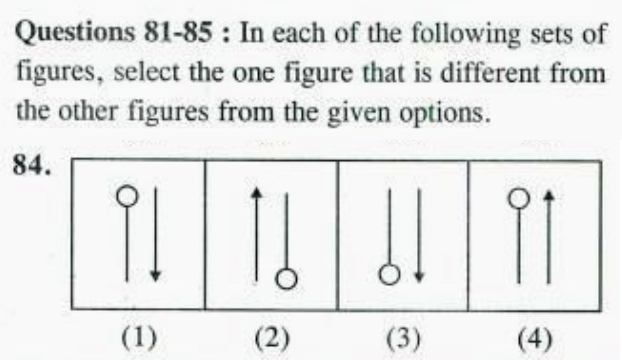 Questions 81-85 : In each of the following sets of
figures, select the one figure that is different from
the other figures from the given options.
84.
(1) (2) (3) (4)